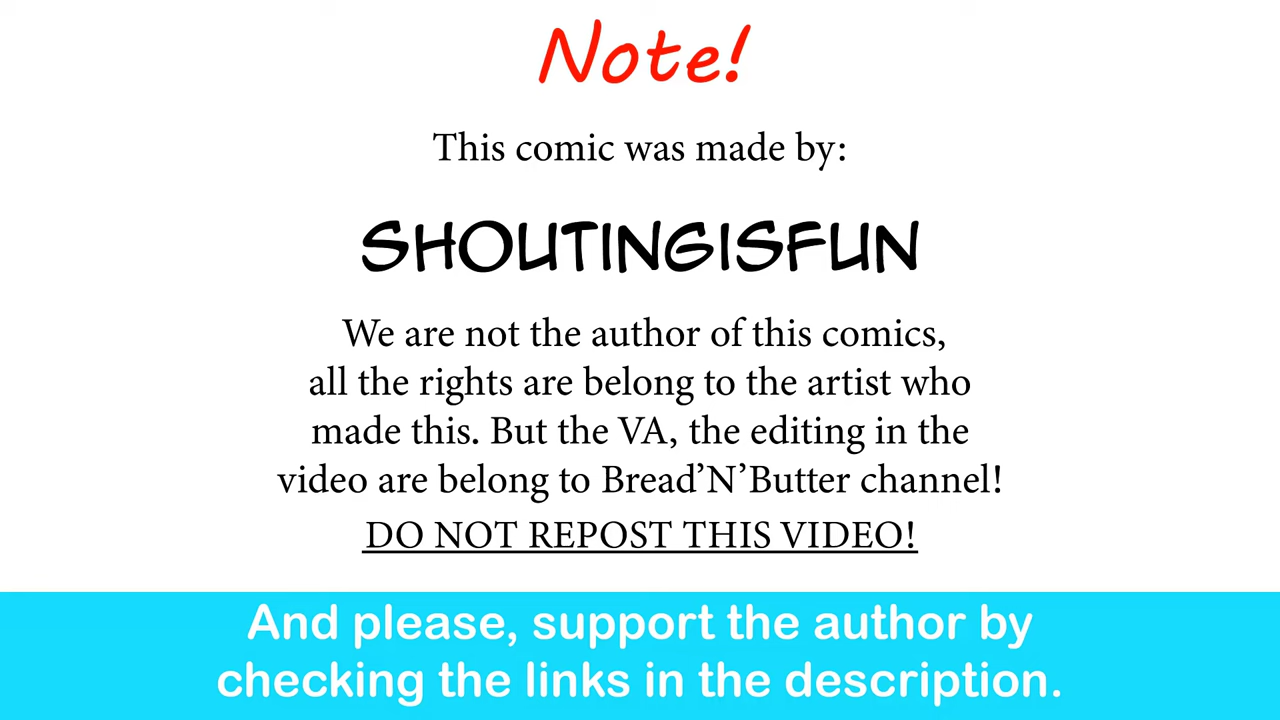 Note!
This comic was made by:
SHOUTINGISFUN
We are not the author of this comics,
all the rights are belong to the artist who
made this. But the VA, the editing in the
video are belong to Bread’N’Butter channel!
DO NOT REPOST THIS VIDEO!
And please, support the author by
checking the links in the description.